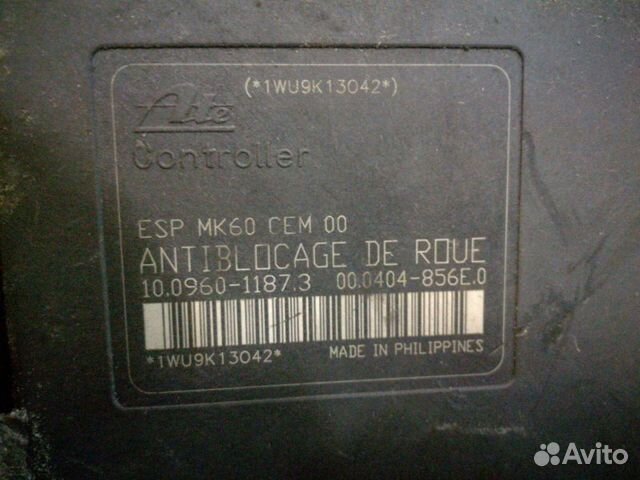 (*1WU9K13042*)
Ate
Controller
ESP MK60 CEM 00
ANTIBLOCAGE DE ROUE
10.0960-1187.3 00.0404-856E.0
*1WU9K13042* MADE IN PHILIPPINES
Avito